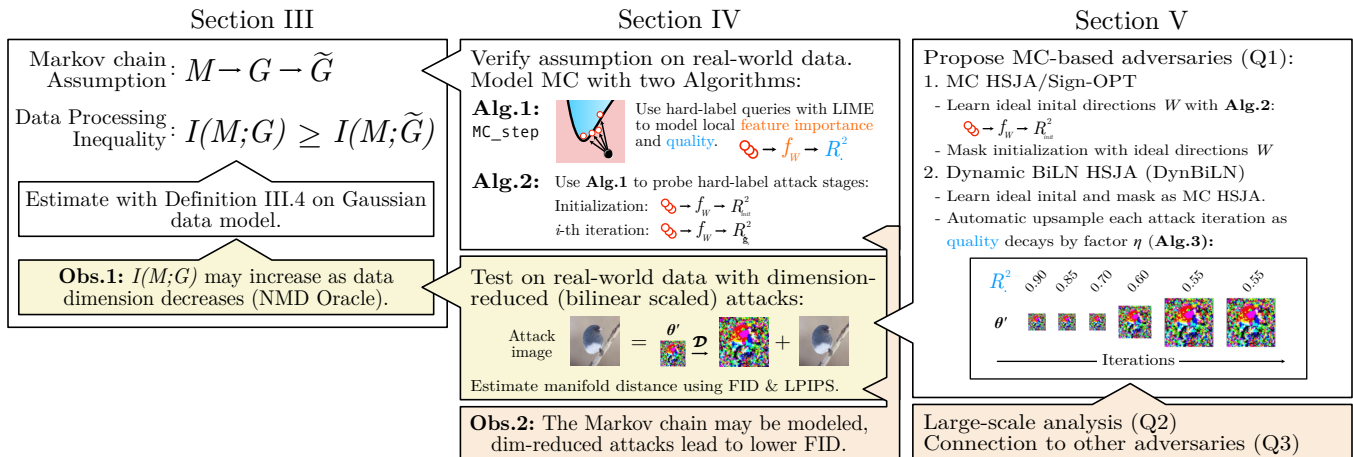 Section III
Markov chain
Assumption : M → G → G̃
Data Processing
Inequality : I(M;G) ≥ I(M;G̃)
Estimate with Definition III.4 on Gaussian
data model.
Obs.1: I(M;G) may increase as data
dimension decreases (NMD Oracle).
Section IV
Verify assumption on real-world data.
Model MC with two Algorithms:
Alg.1:
MC_step
Use hard-label queries with LIME
to model local feature importance
and quality.
→ f_W → R²
Alg.2:
Use Alg.1 to probe hard-label attack stages:
Initialization: → f_W → R²_init
i-th iteration: → f_W → R²_g̃
Test on real-world data with dimension-
reduced (bilinear scaled) attacks:
Attack
image
= θ′ 𝓓 → +
Estimate manifold distance using FID & LPIPS.
Obs.2: The Markov chain may be modeled,
dim-reduced attacks lead to lower FID.
Section V
Propose MC-based adversaries (Q1):
1. MC HSJA/Sign-OPT
- Learn ideal inital directions W with Alg.2:
→ f_W → R²_init
- Mask initialization with ideal directions W
2. Dynamic BiLN HSJA (DynBiLN)
- Learn ideal inital and mask as MC HSJA.
- Automatic upsample each attack iteration as
quality decays by factor η (Alg.3):
R². 0.90 0.85 0.70 0.60 0.55 0.55
θ′
Iterations
Large-scale analysis (Q2)
Connection to other adversaries (Q3)